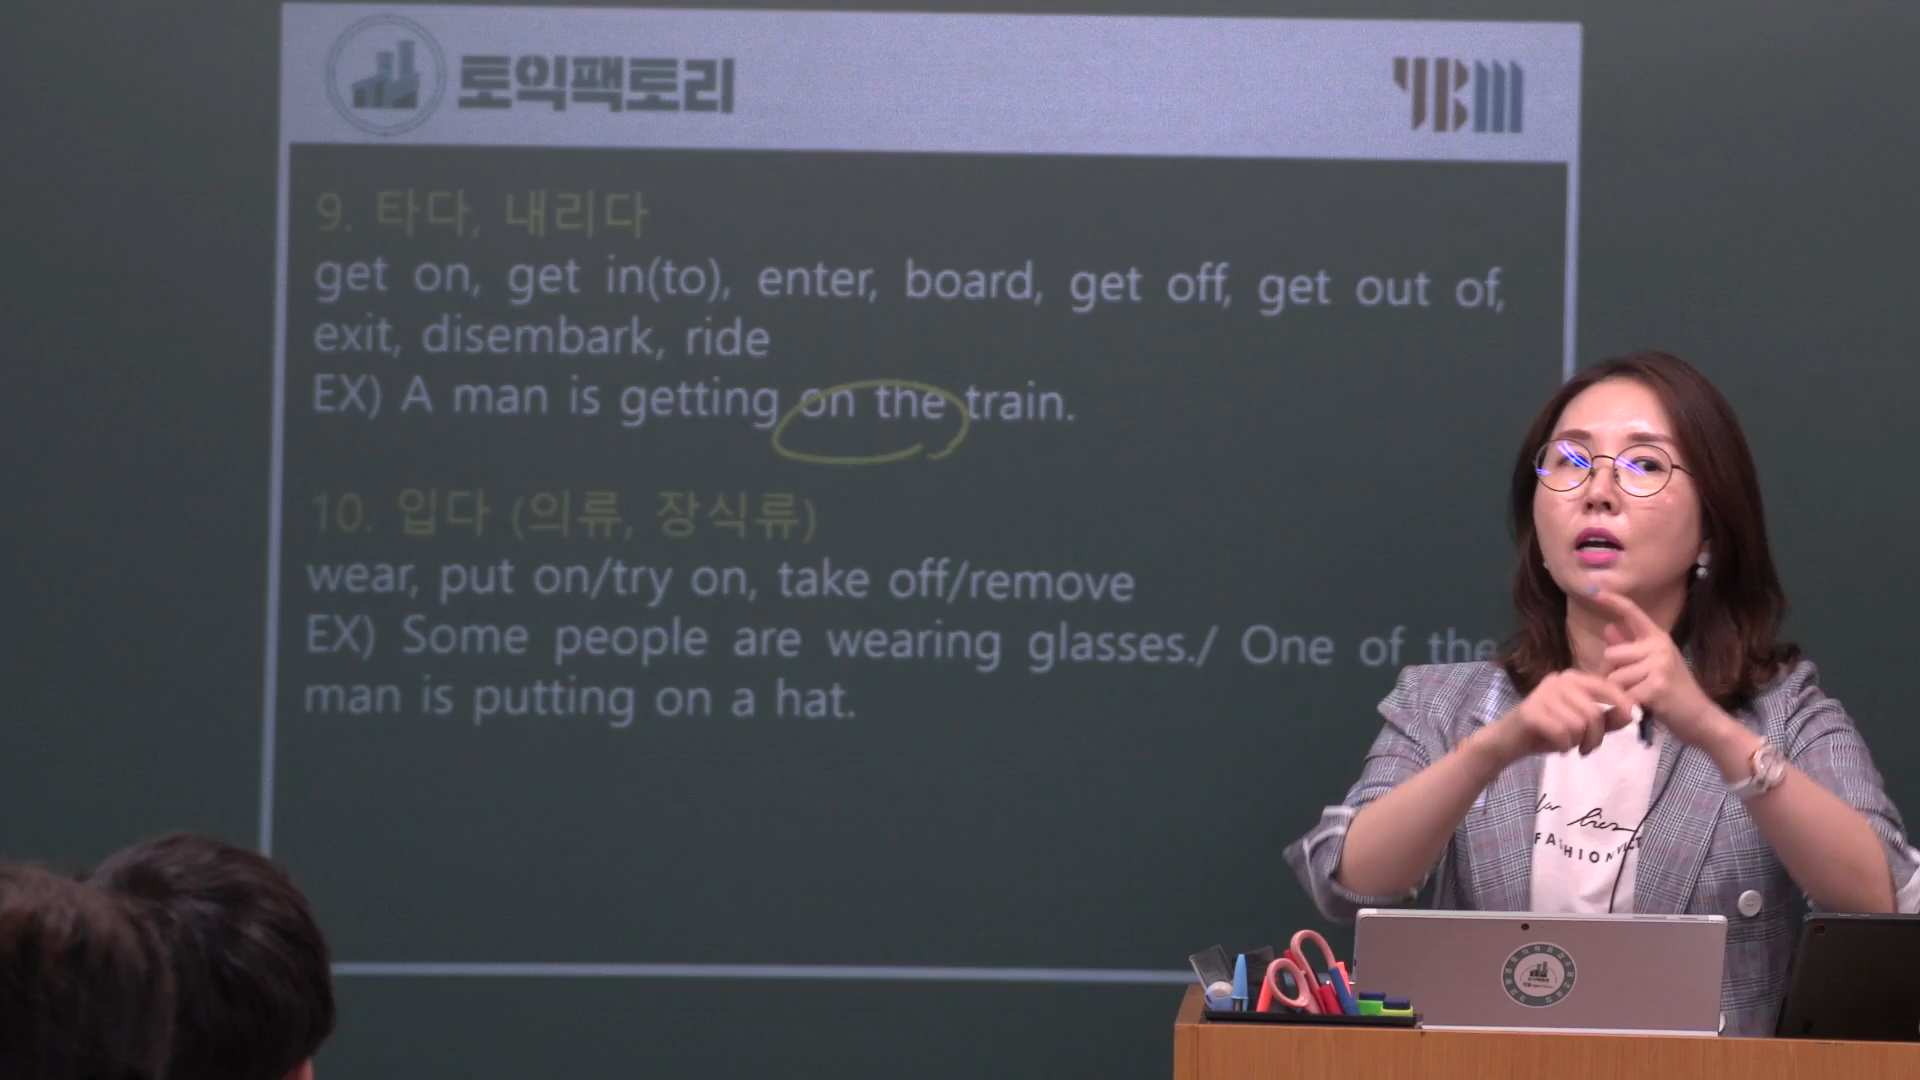 토익팩토리
YBM
9. 타다, 내리다
get on, get in(to), enter, board, get off, get out of,
exit, disembark, ride
EX) A man is getting on the train.
10. 입다 (의류, 장식류)
wear, put on/try on, take off/remove
EX) Some people are wearing glasses./ One of the
man is putting on a hat.
FASHION